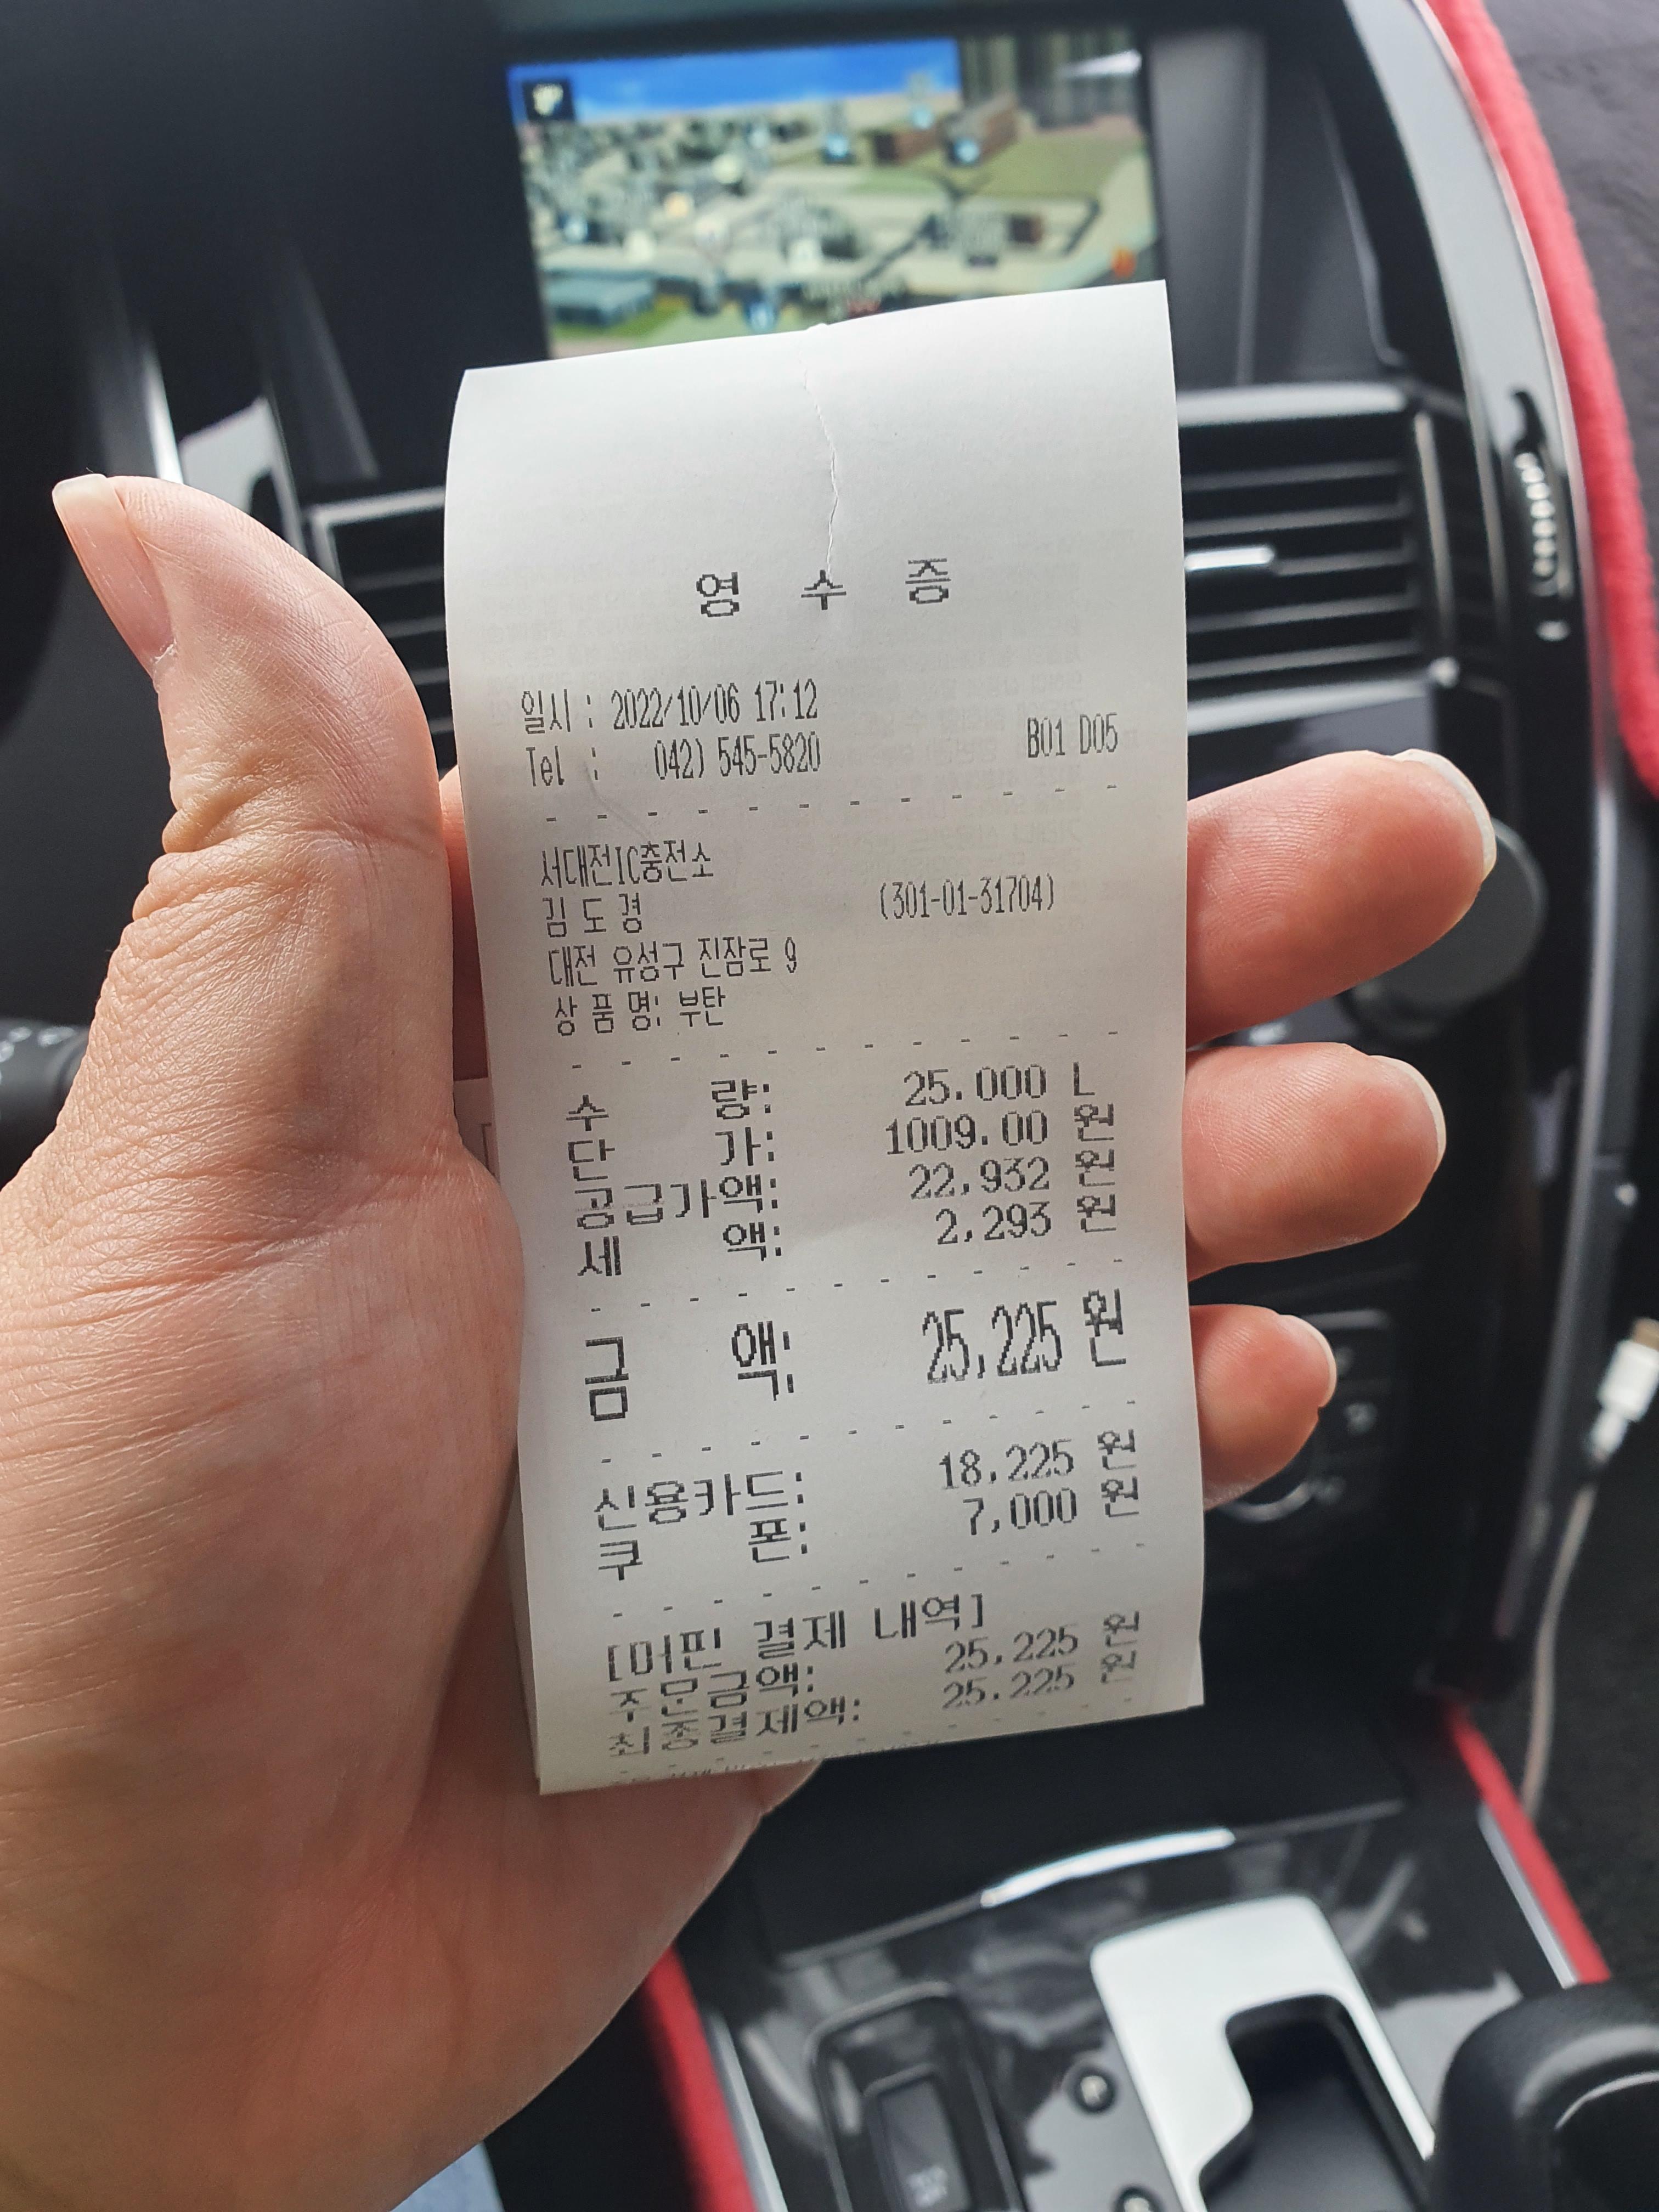 영 수 증
일시 : 2022/10/06 17:12
Tel : 042) 545-5820 B01 D05
서대전IC충전소
김 도 경 (301-01-31704)
대전 유성구 진잠로 9
상 품 명: 부탄
수 량: 25.000 L
단 가: 1009.00 원
공급가액: 22,932 원
세 액: 2,293 원
금 액: 25,225 원
신용카드: 18,225 원
쿠 폰: 7,000 원
[머핀 결제 내역]
주문금액: 25,225 원
최종결제액: 25,225 원